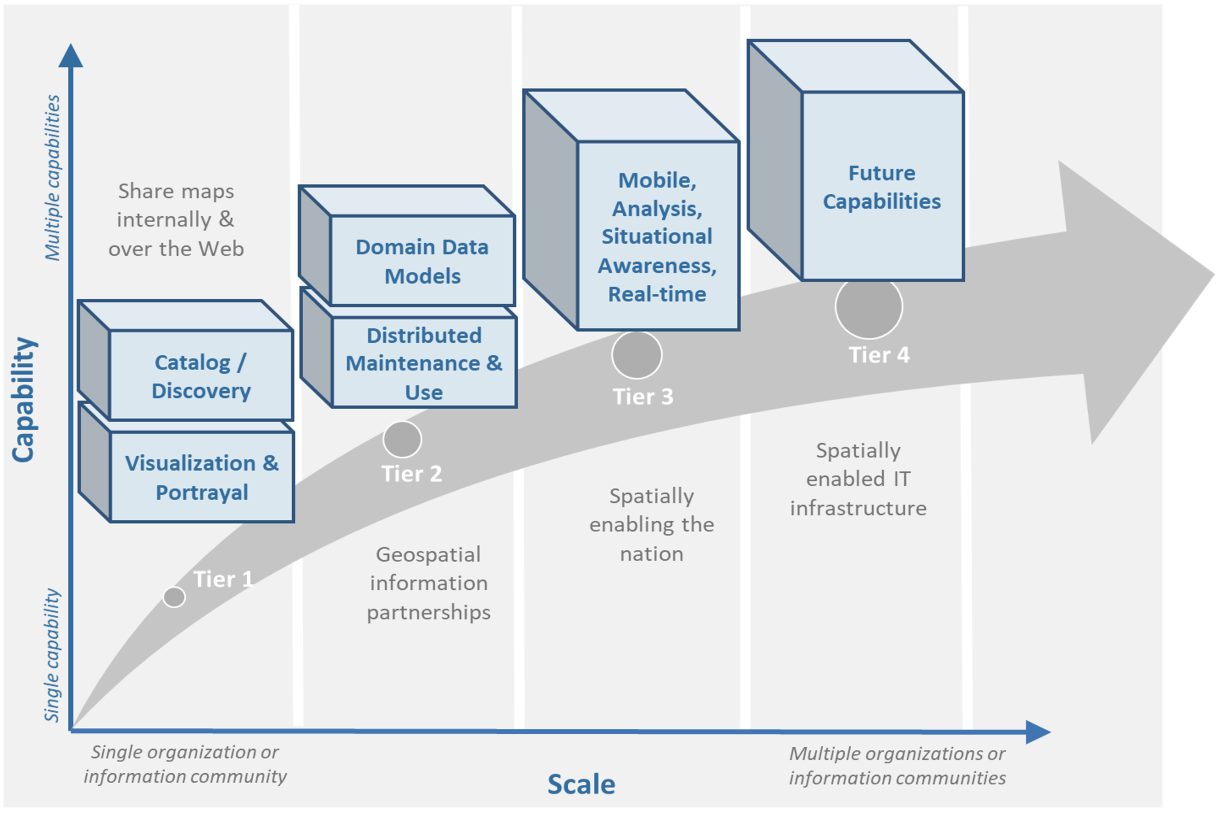 Capability
Multiple capabilities
Single capability
Share maps
internally &
over the Web
Catalog /
Discovery
Visualization &
Portrayal
Tier 1
Domain Data
Models
Distributed
Maintenance &
Use
Tier 2
Geospatial
information
partnerships
Mobile,
Analysis,
Situational
Awareness,
Real-time
Tier 3
Spatially
enabling the
nation
Future
Capabilities
Tier 4
Spatially
enabled IT
infrastructure
Single organization or
information community
Scale
Multiple organizations or
information communities